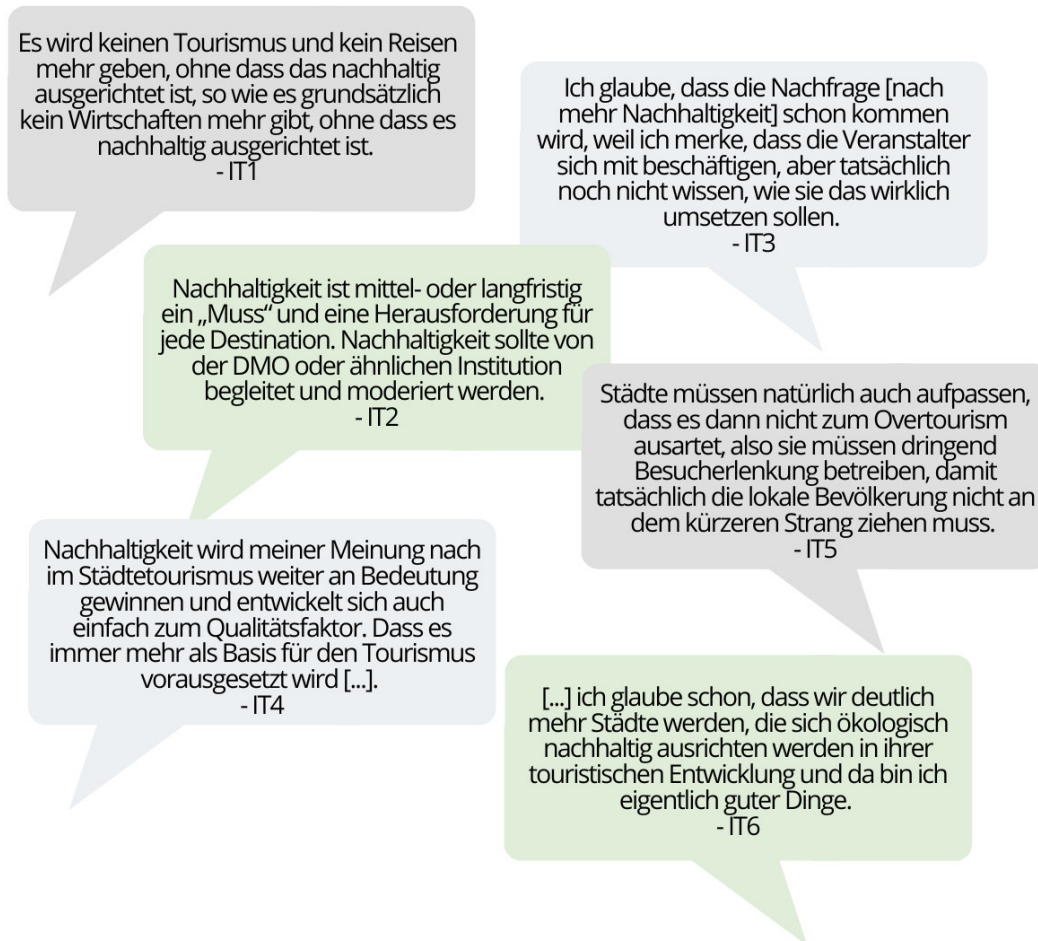 Es wird keinen Tourismus und kein Reisen
mehr geben, ohne dass das nachhaltig
ausgerichtet ist, so wie es grundsätzlich
kein Wirtschaften mehr gibt, ohne dass es
nachhaltig ausgerichtet ist.
- IT1
Ich glaube, dass die Nachfrage [nach
mehr Nachhaltigkeit] schon kommen
wird, weil ich merke, dass die Veranstalter
sich mit beschäftigen, aber tatsächlich
noch nicht wissen, wie sie das wirklich
umsetzen sollen.
- IT3
Nachhaltigkeit ist mittel- oder langfristig
ein „Muss“ und eine Herausforderung für
jede Destination. Nachhaltigkeit sollte von
der DMO oder ähnlichen Institution
begleitet und moderiert werden.
- IT2
Städte müssen natürlich auch aufpassen,
dass es dann nicht zum Overtourism
ausartet, also sie müssen dringend
Besucherlenkung betreiben, damit
tatsächlich die lokale Bevölkerung nicht an
dem kürzeren Strang ziehen muss.
- IT5
Nachhaltigkeit wird meiner Meinung nach
im Städtetourismus weiter an Bedeutung
gewinnen und entwickelt sich auch
einfach zum Qualitätsfaktor. Dass es
immer mehr als Basis für den Tourismus
vorausgesetzt wird [...].
- IT4
[...] ich glaube schon, dass wir deutlich
mehr Städte werden, die sich ökologisch
nachhaltig ausrichten werden in ihrer
touristischen Entwicklung und da bin ich
eigentlich guter Dinge.
- IT6